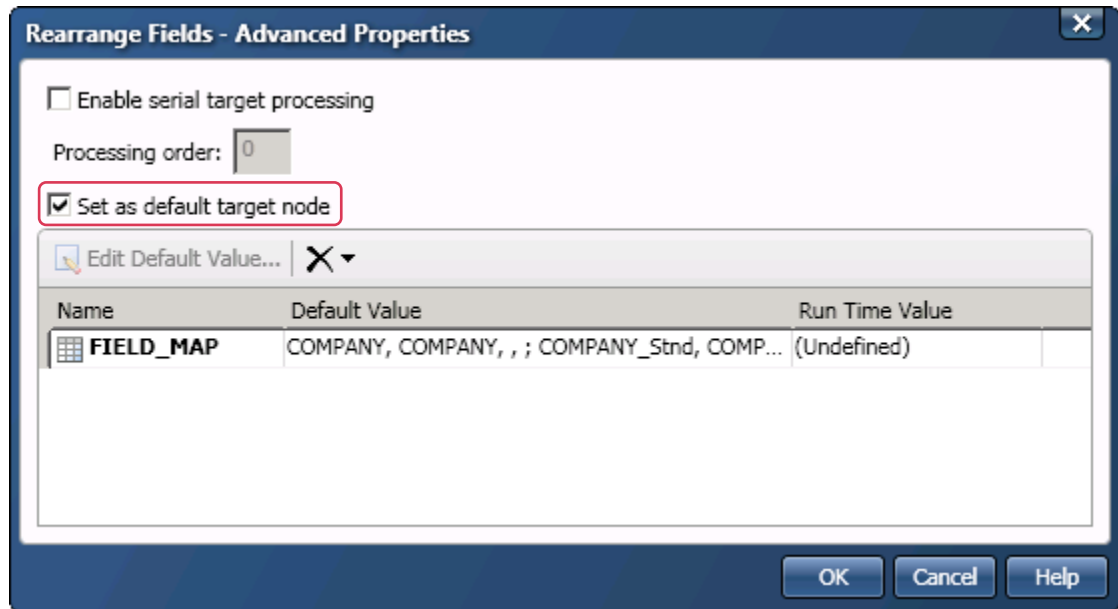 Rearrange Fields - Advanced Properties
Enable serial target processing
Processing order: 0
Set as default target node
Edit Default Value...
Name Default Value Run Time Value
FIELD_MAP COMPANY, COMPANY, , ; COMPANY_Stnd, COMP... (Undefined)
OK Cancel Help